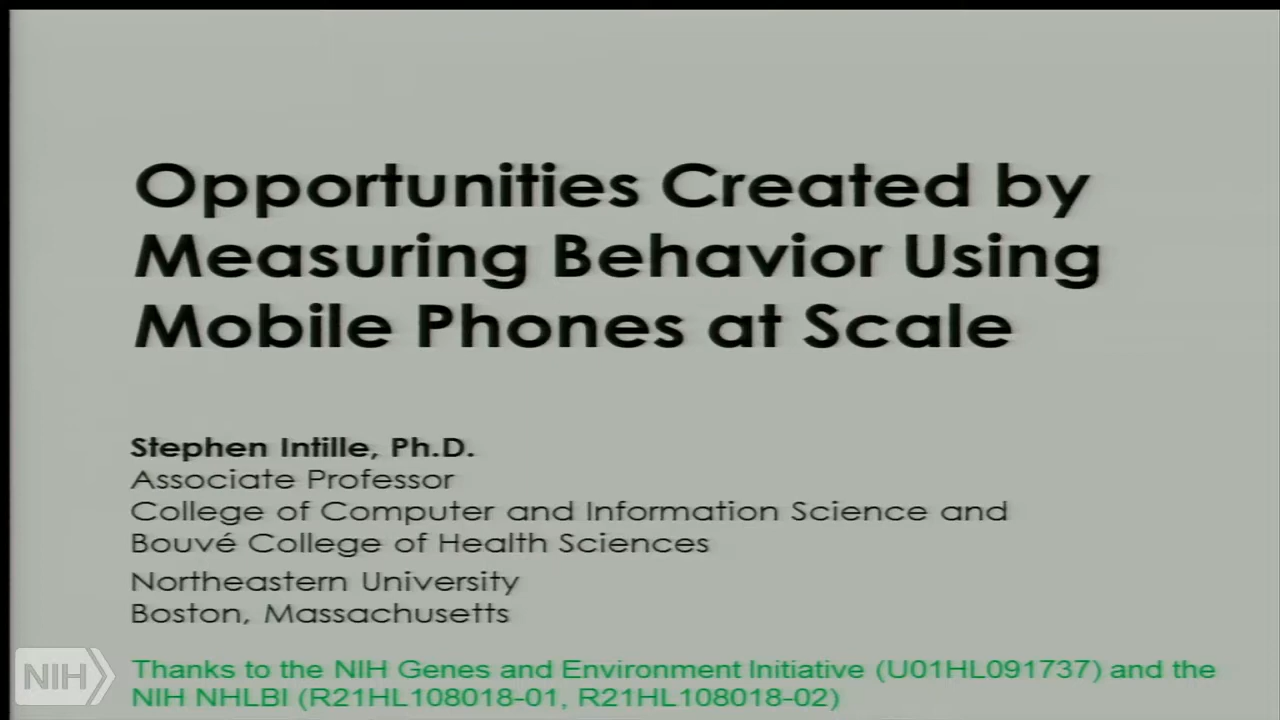 Opportunities Created by
Measuring Behavior Using
Mobile Phones at Scale
Stephen Intille, Ph.D.
Associate Professor
College of Computer and Information Science and
Bouvé College of Health Sciences
Northeastern University
Boston, Massachusetts
Thanks to the NIH Genes and Environment Initiative (U01HL091737) and the
NIH NHLBI (R21HL108018-01, R21HL108018-02)
NIH